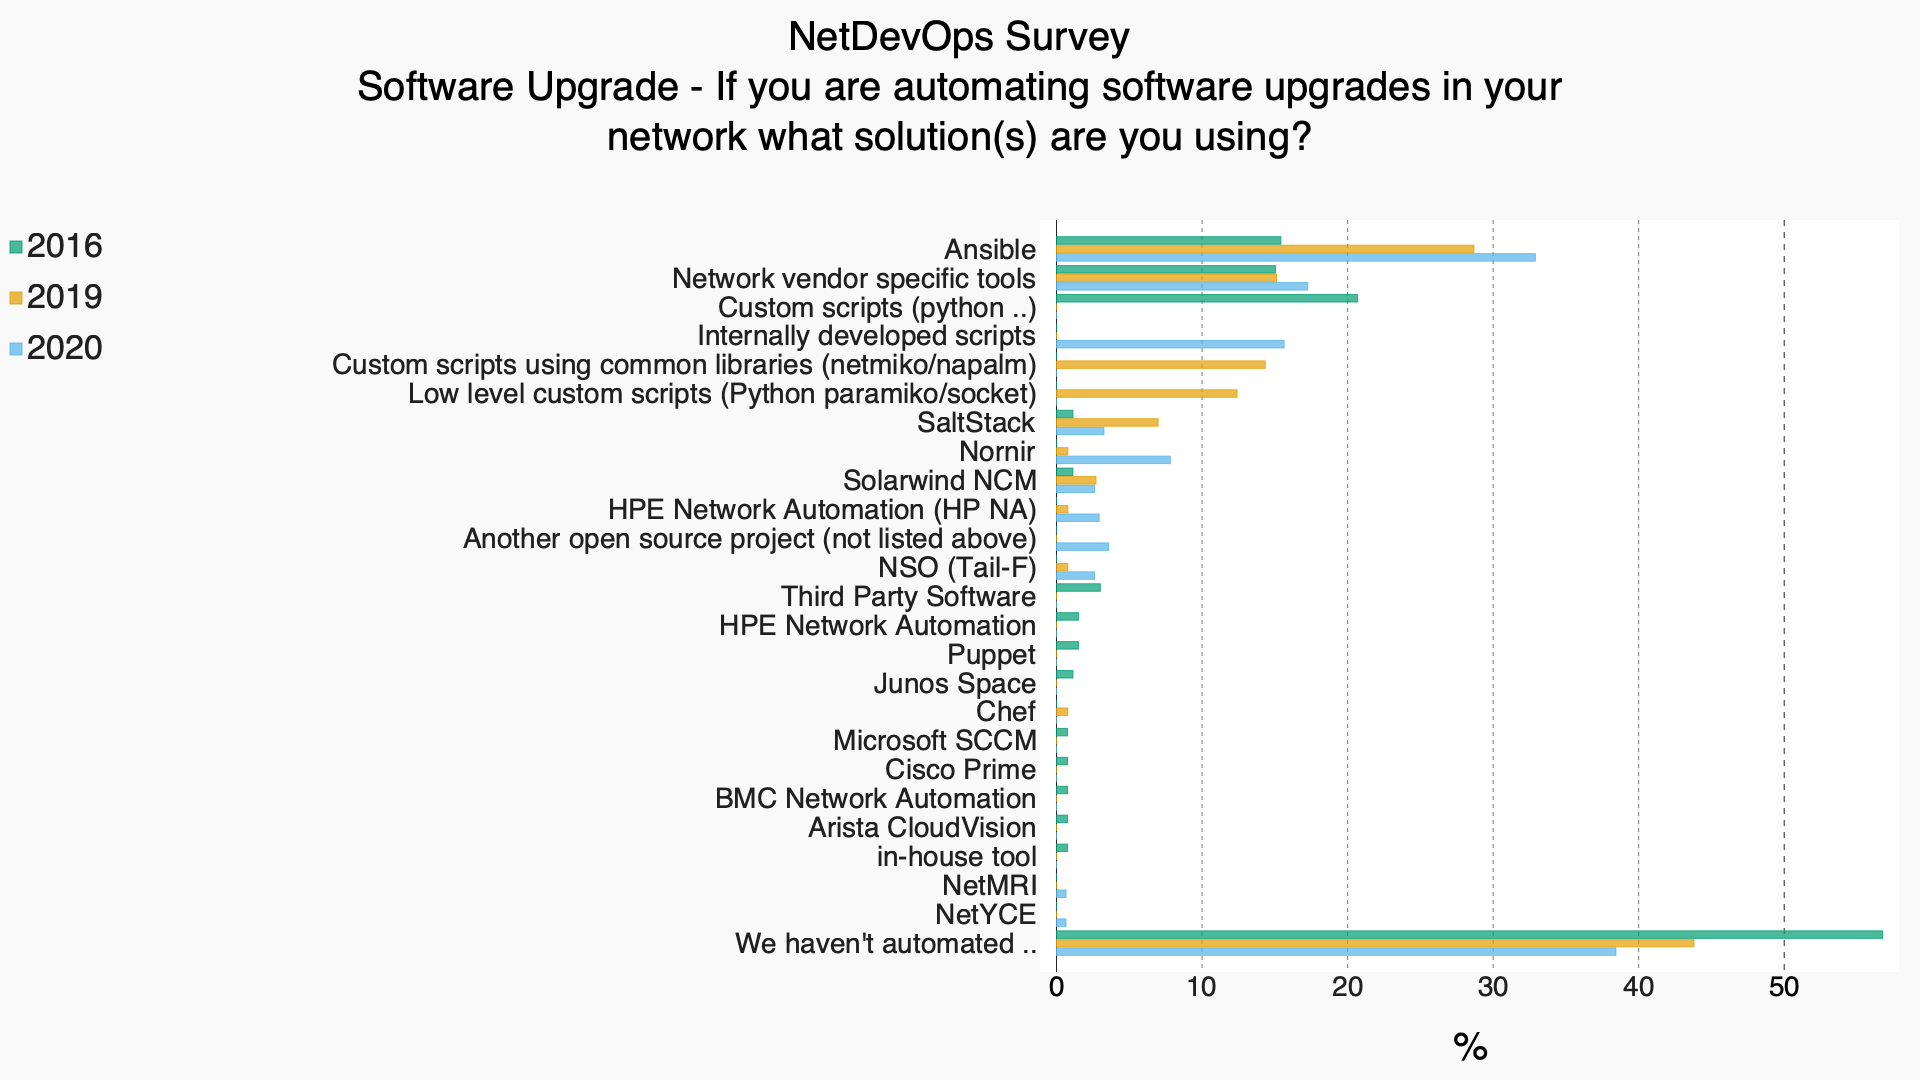 NetDevOps Survey
Software Upgrade - If you are automating software upgrades in your
network what solution(s) are you using?
2016
2019
2020
Ansible
Network vendor specific tools
Custom scripts (python ..)
Internally developed scripts
Custom scripts using common libraries (netmiko/napalm)
Low level custom scripts (Python paramiko/socket)
SaltStack
Nornir
Solarwind NCM
HPE Network Automation (HP NA)
Another open source project (not listed above)
NSO (Tail-F)
Third Party Software
HPE Network Automation
Puppet
Junos Space
Chef
Microsoft SCCM
Cisco Prime
BMC Network Automation
Arista CloudVision
in-house tool
NetMRI
NetYCE
We haven't automated ..
0 10 20 30 40 50
%